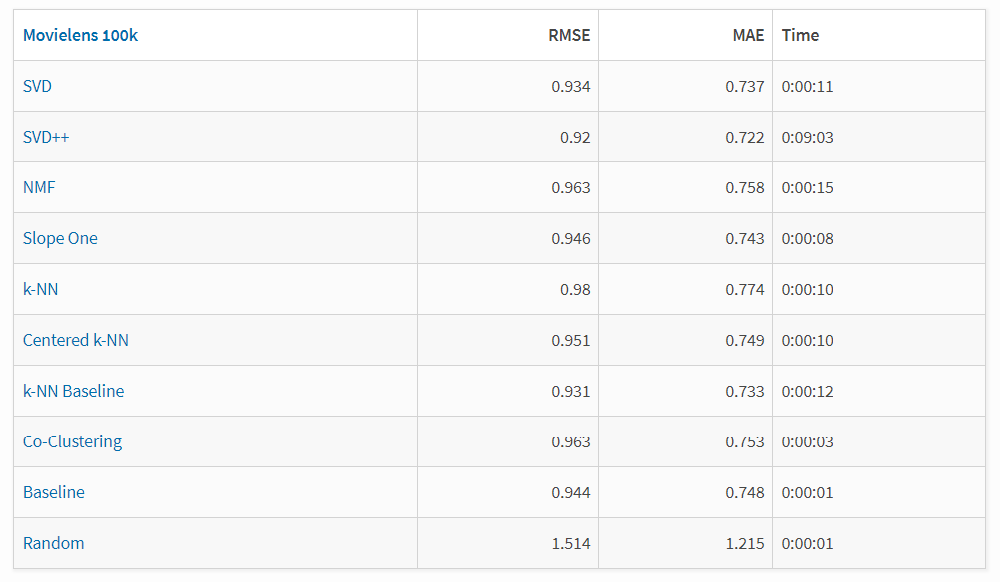 Movielens 100k RMSE MAE Time
SVD 0.934 0.737 0:00:11
SVD++ 0.92 0.722 0:09:03
NMF 0.963 0.758 0:00:15
Slope One 0.946 0.743 0:00:08
k-NN 0.98 0.774 0:00:10
Centered k-NN 0.951 0.749 0:00:10
k-NN Baseline 0.931 0.733 0:00:12
Co-Clustering 0.963 0.753 0:00:03
Baseline 0.944 0.748 0:00:01
Random 1.514 1.215 0:00:01